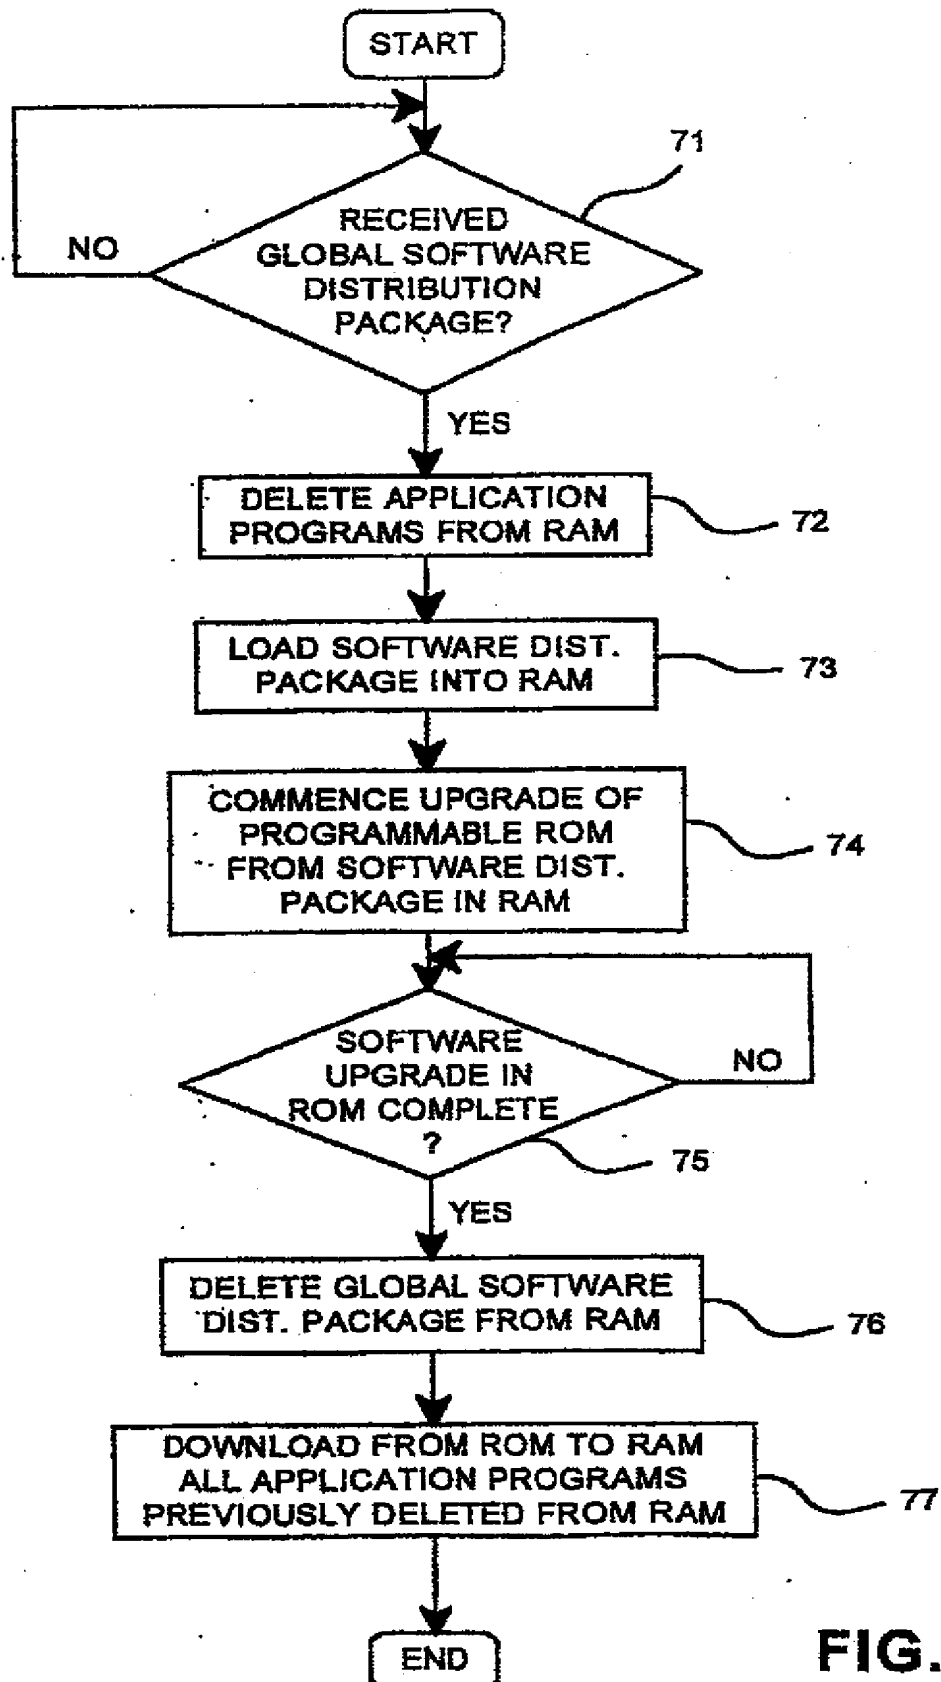 START
71
RECEIVED
GLOBAL SOFTWARE
DISTRIBUTION
PACKAGE?
NO
YES
DELETE APPLICATION
PROGRAMS FROM RAM
72
LOAD SOFTWARE DIST.
PACKAGE INTO RAM
73
COMMENCE UPGRADE OF
PROGRAMMABLE ROM
FROM SOFTWARE DIST.
PACKAGE IN RAM
74
SOFTWARE
UPGRADE IN
ROM COMPLETE
?
NO
75
YES
DELETE GLOBAL SOFTWARE
DIST. PACKAGE FROM RAM
76
DOWNLOAD FROM ROM TO RAM
ALL APPLICATION PROGRAMS
PREVIOUSLY DELETED FROM RAM
77
END
FIG.